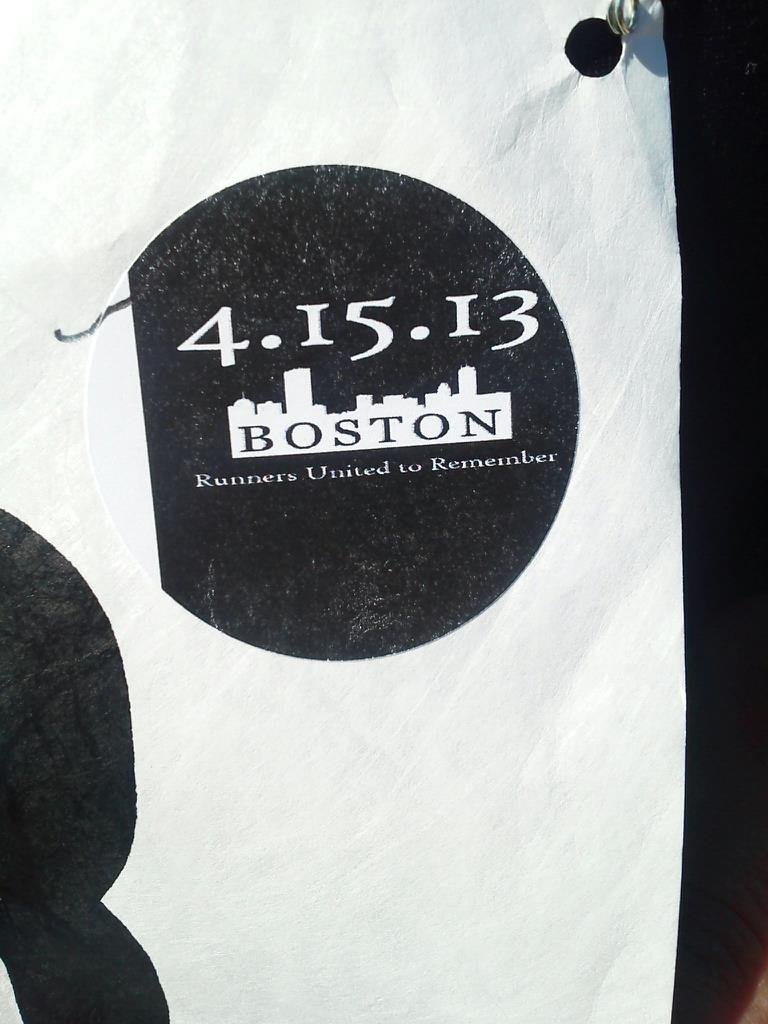 4.15.13
BOSTON
Runners United to Remember